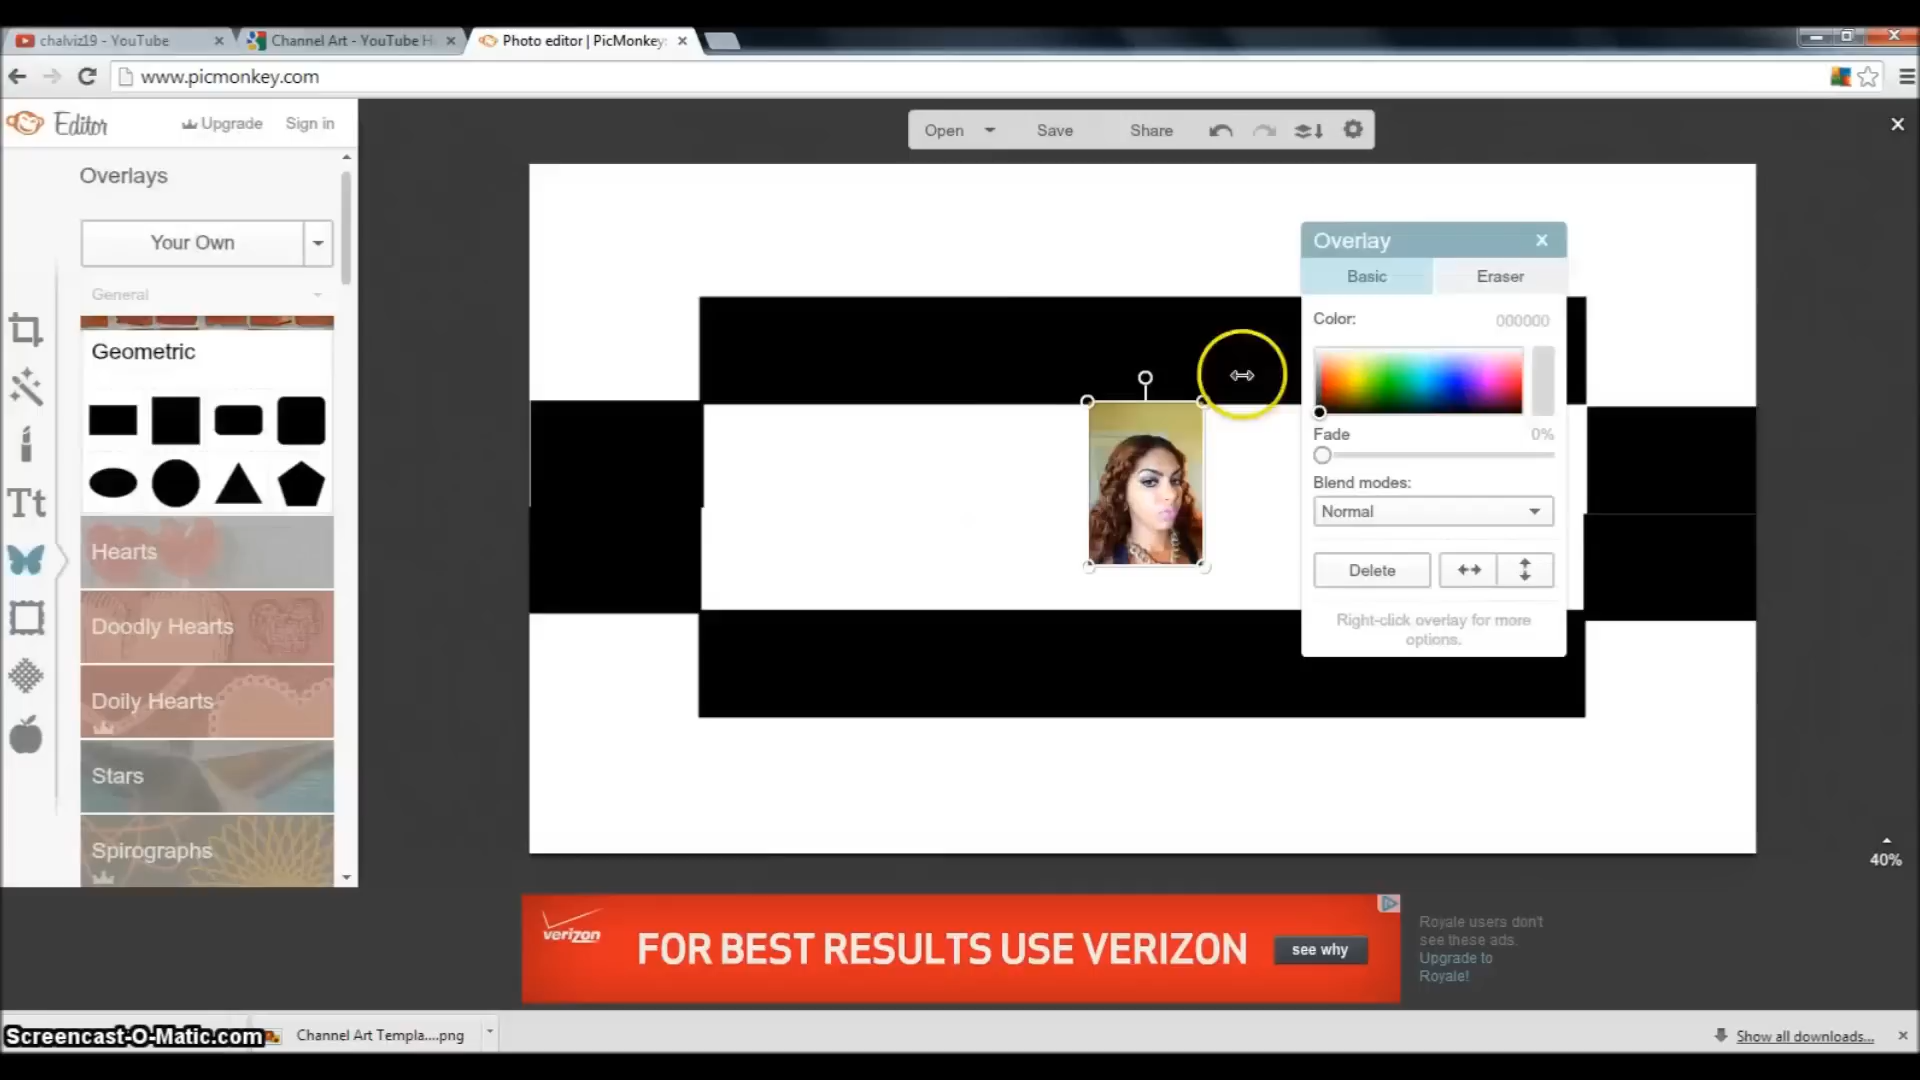 chalviz19 - YouTube
Channel Art - YouTube H
Photo editor | PicMonkey
www.picmonkey.com
Editor
Upgrade
Sign in
Open
Save
Share
Overlays
Your Own
General
Geometric
Hearts
Doodly Hearts
Doily Hearts
Stars
Spirographs
Overlay
Basic
Eraser
Color:
000000
Fade
0%
Blend modes:
Normal
Delete
Right-click overlay for more
options.
40%
verizon
FOR BEST RESULTS USE VERIZON
see why
Royale users don't
see these ads.
Upgrade to
Royale!
Screencast-O-Matic.com
Channel Art Templa....png
Show all downloads...